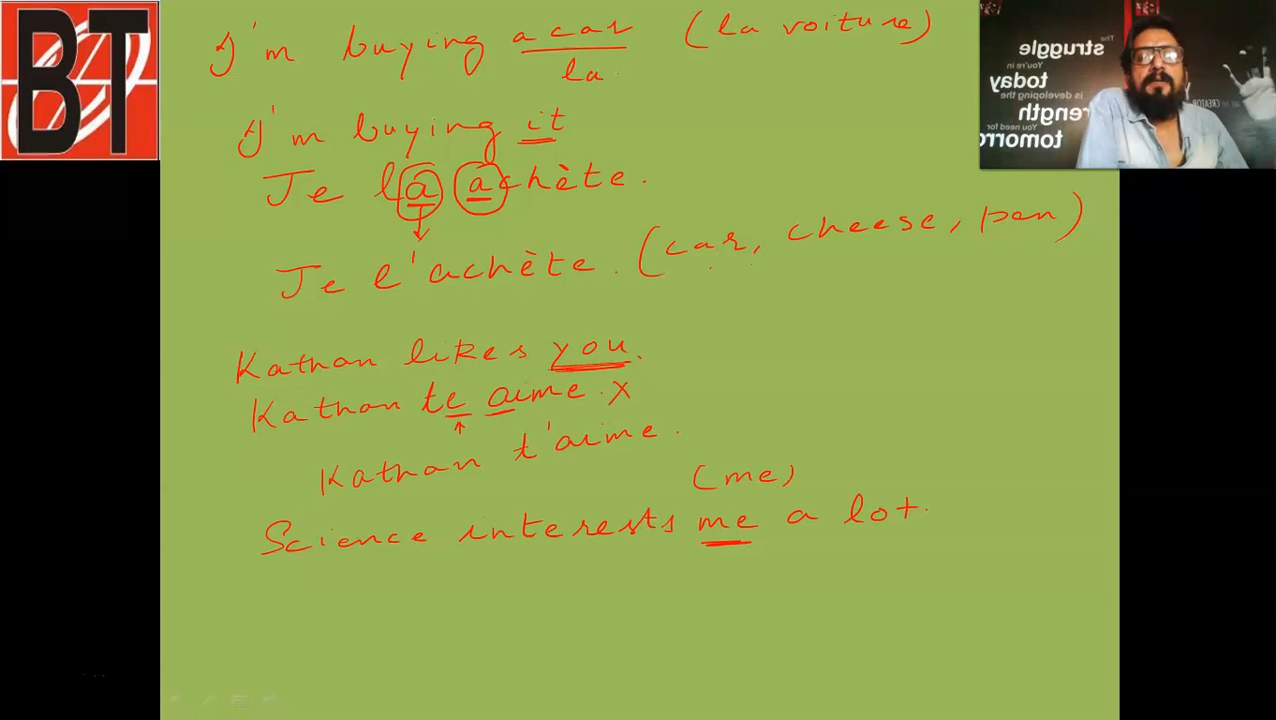 BT
I'm buying a car (la voiture)
la
I'm buying it
Je la achète.
Je l'achète. (car, cheese, pen)
Kathan likes you.
Kathan te aime. x
Kathan t'aime.
(me)
Science interests me a lot.
The struggle
You're in
today
is developing the
strength
You need for
tomorro